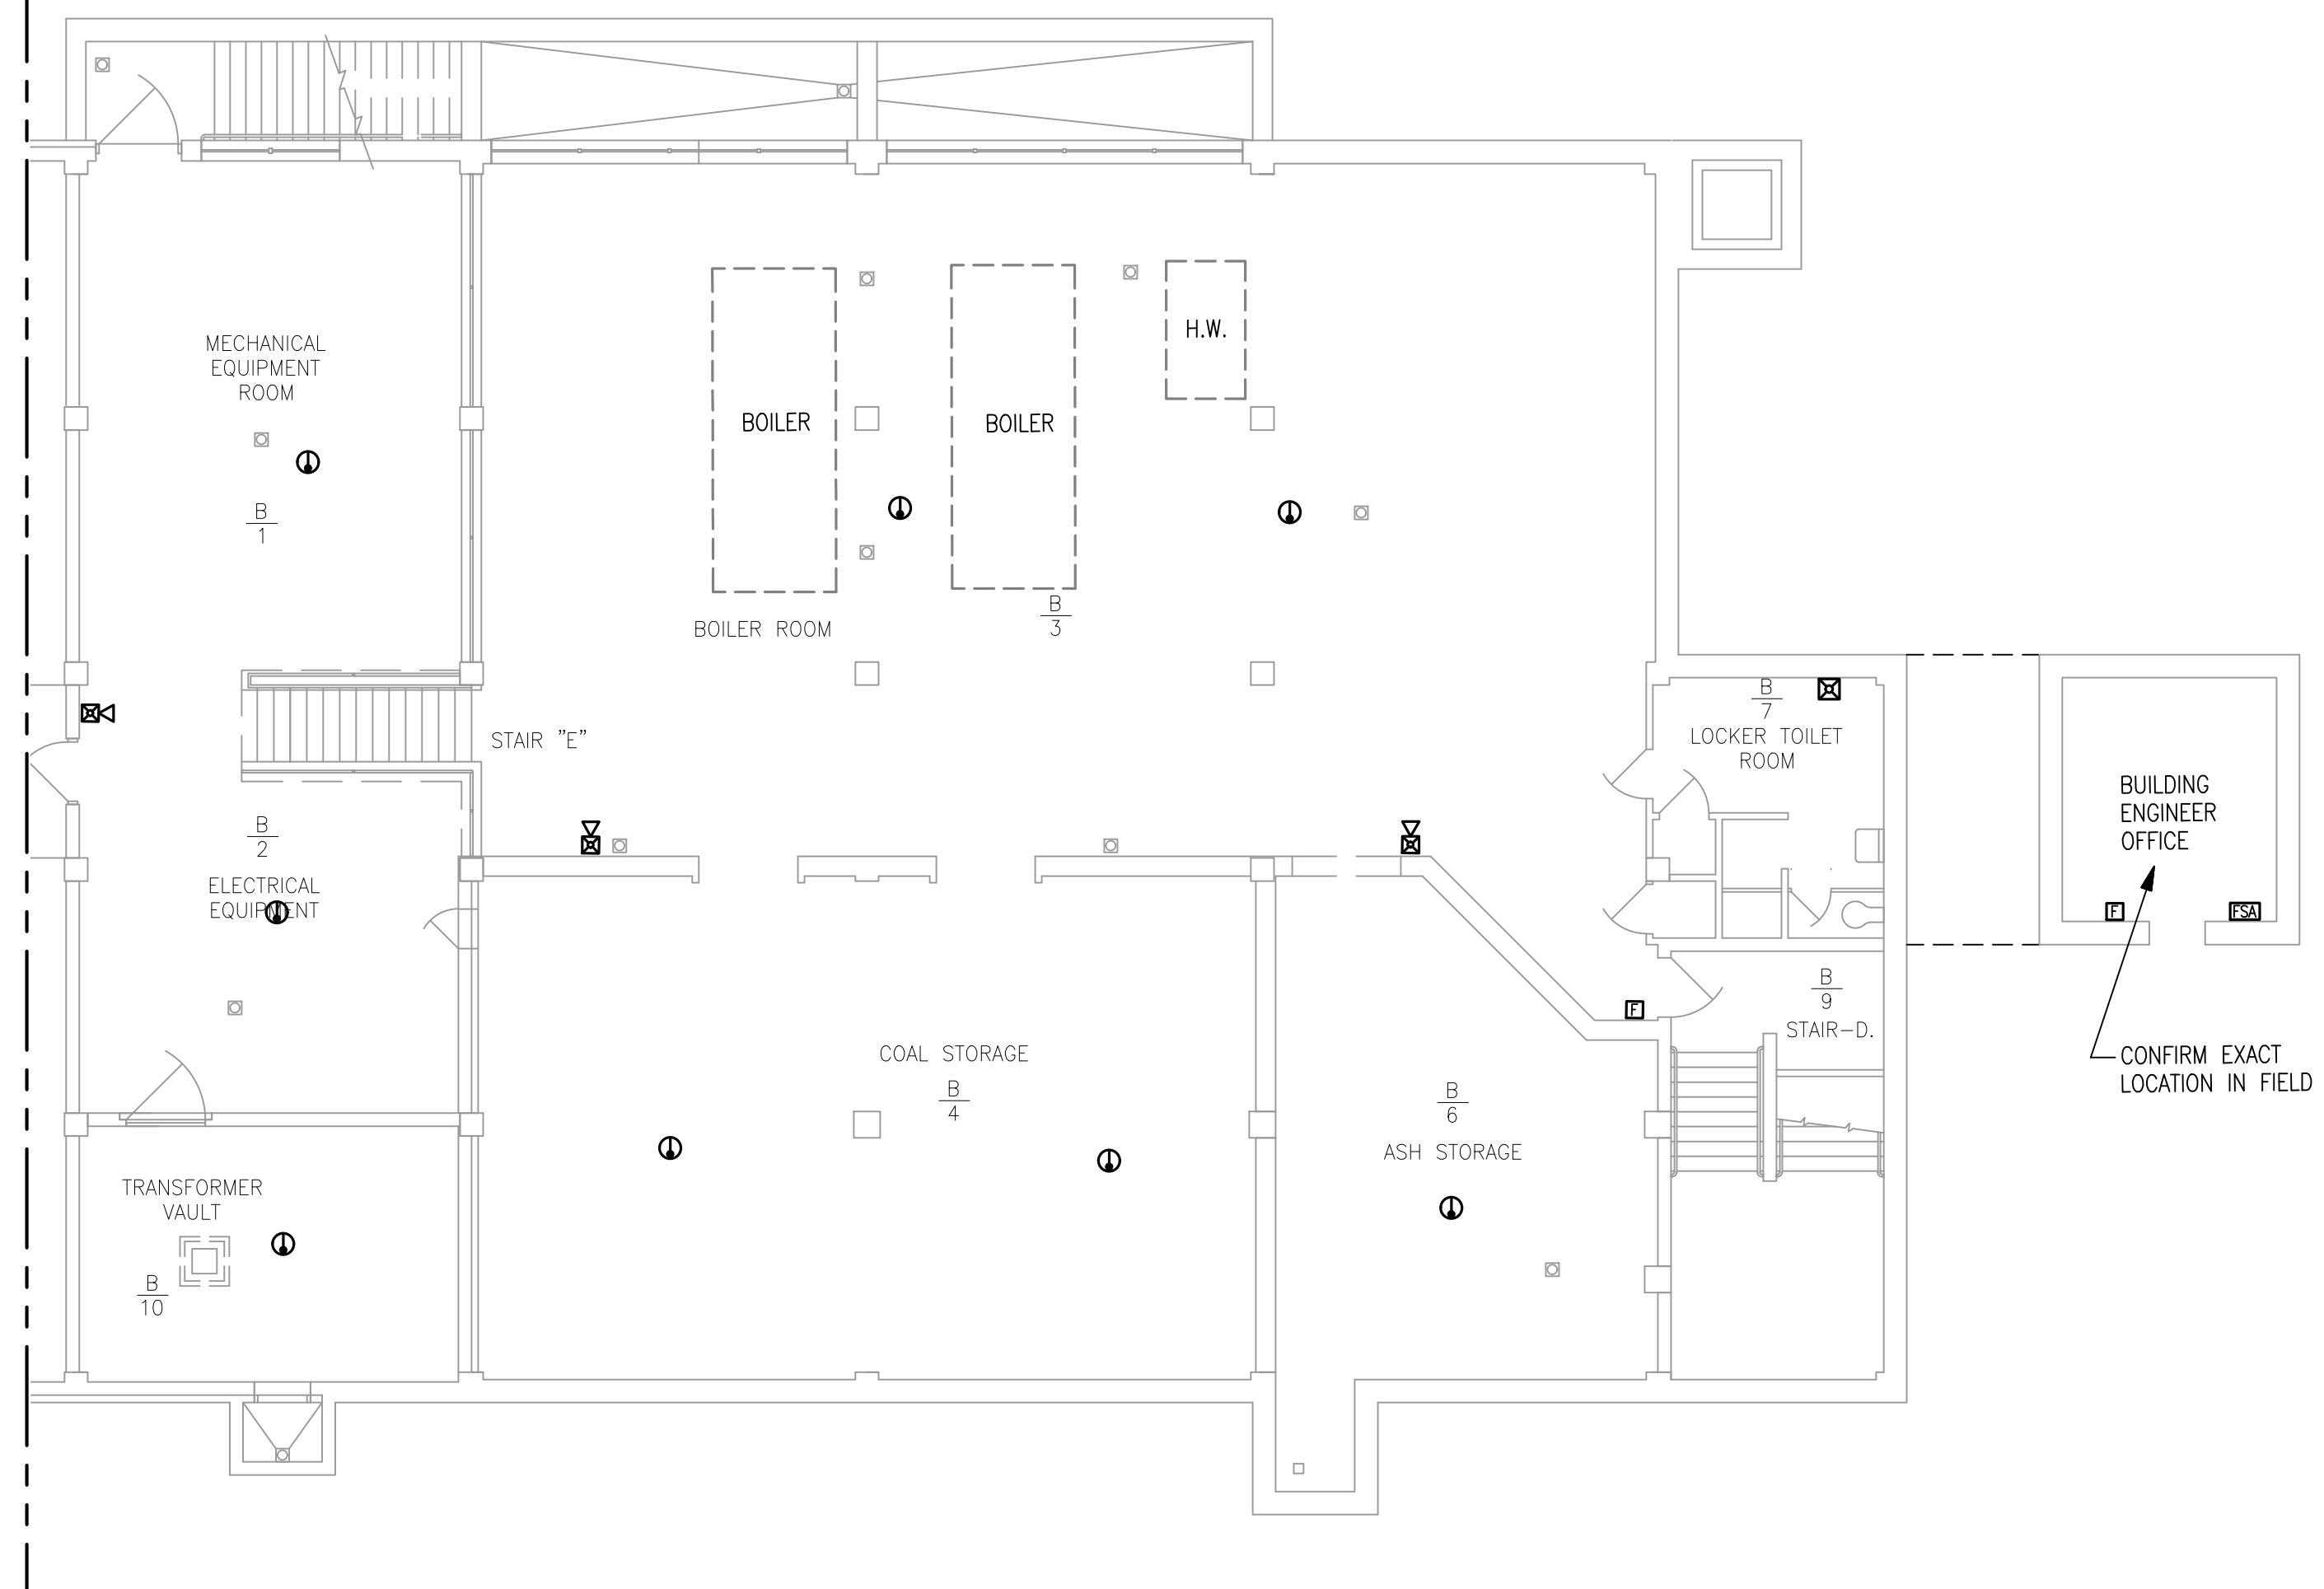 MECHANICAL
EQUIPMENT
ROOM
B
1
BOILER
BOILER
H.W.
BOILER ROOM
B
3
STAIR "E"
B
2
ELECTRICAL
EQUIPMENT
B
7
LOCKER TOILET
ROOM
BUILDING
ENGINEER
OFFICE
F
FSA
F
B
9
STAIR-D.
CONFIRM EXACT
LOCATION IN FIELD
COAL STORAGE
B
4
B
6
ASH STORAGE
TRANSFORMER
VAULT
B
10